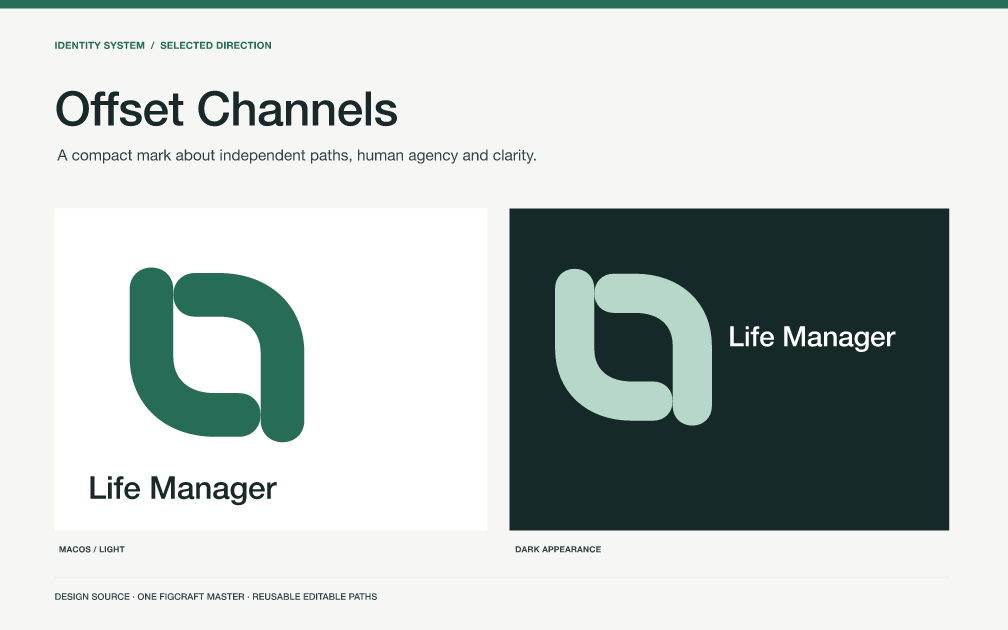 IDENTITY SYSTEM / SELECTED DIRECTION
Offset Channels
A compact mark about independent paths, human agency and clarity.
Life Manager
Life Manager
MACOS / LIGHT
DARK APPEARANCE
DESIGN SOURCE · ONE FIGCRAFT MASTER · REUSABLE EDITABLE PATHS